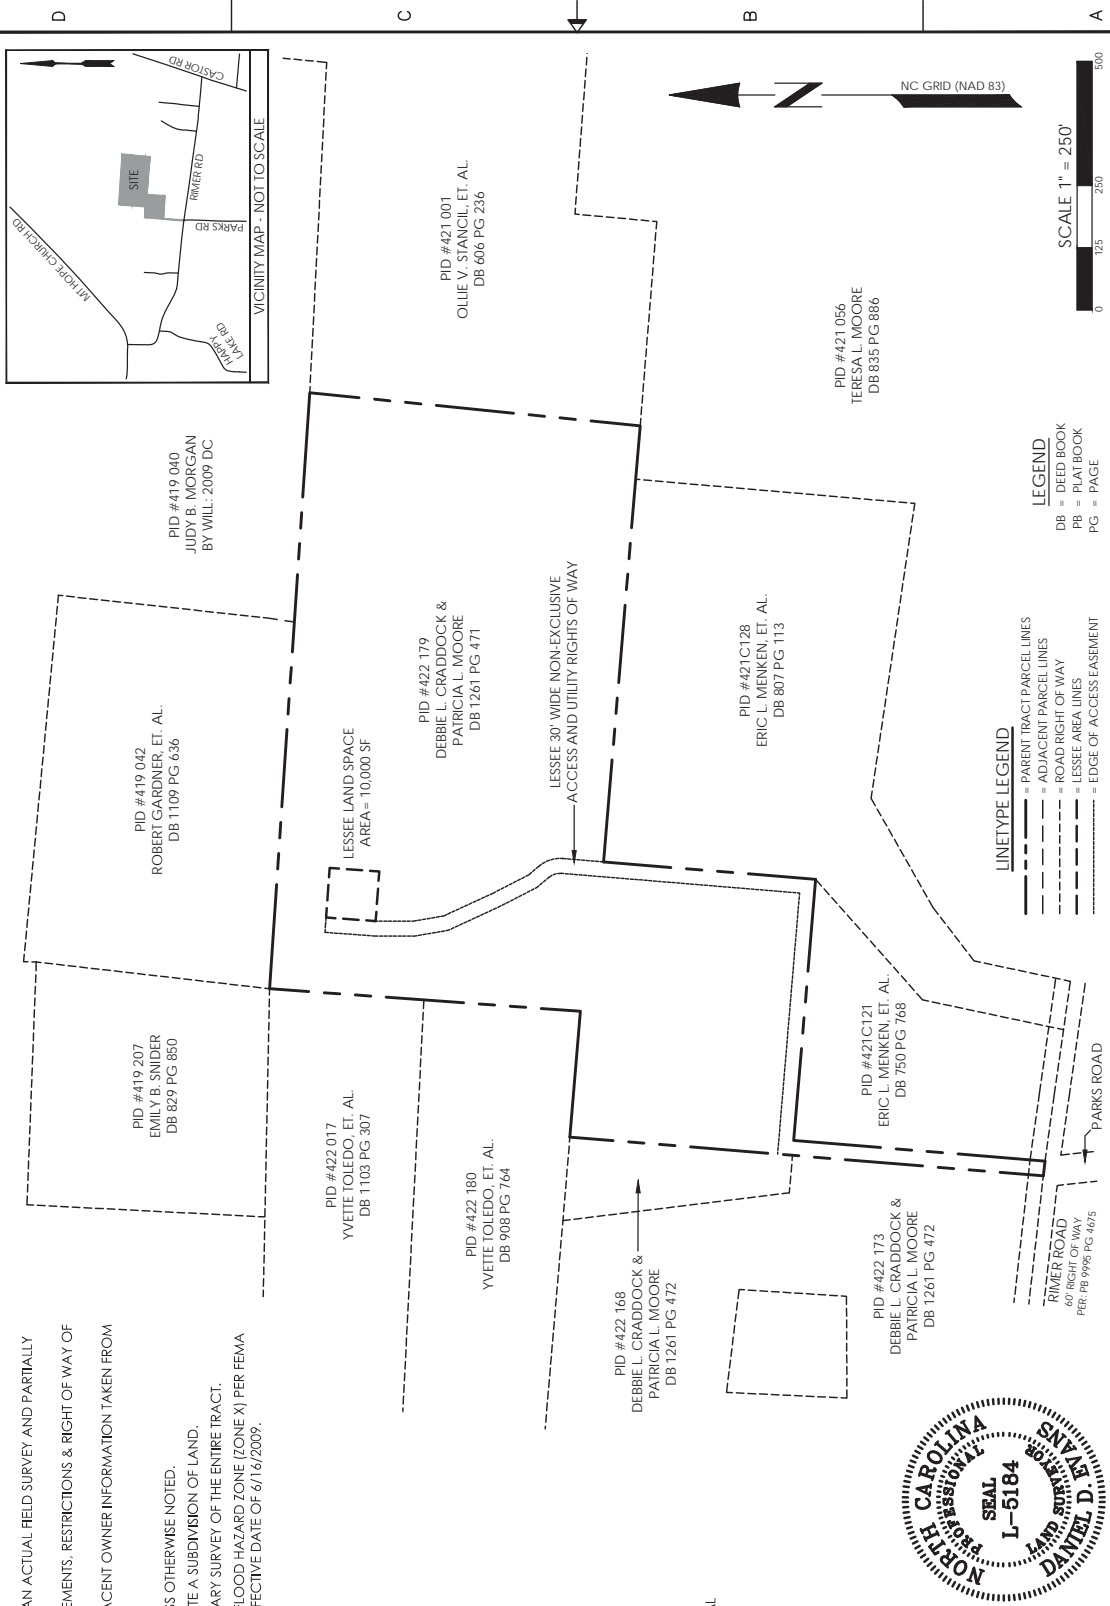 D
C
B
A
AN ACTUAL FIELD SURVEY AND PARTIALLY
EMENTS, RESTRICTIONS & RIGHT OF WAY OF
ACENT OWNER INFORMATION TAKEN FROM
SS OTHERWISE NOTED.
TE A SUBDIVISION OF LAND.
ARY SURVEY OF THE ENTIRE TRACT.
FLOOD HAZARD ZONE (ZONE X) PER FEMA
FECTIVE DATE OF 6/16/2009.
AL
PID #419 207
EMILY B. SNIDER
DB 829 PG 850
PID #419 042
ROBERT GARDNER, ET. AL.
DB 1109 PG 636
PID #419 040
JUDY B. MORGAN
BY WILL: 2009 DC
MT HOPE CHURCH RD
CASTOR RD
SITE
RIMER RD
PARKS RD
HAPPY
LAKE RD
VICINITY MAP - NOT TO SCALE
PID #422 017
YVETTE TOLEDO, ET. AL.
DB 1103 PG 307
PID #422 180
YVETTE TOLEDO, ET. AL.
DB 908 PG 764
LESSEE LAND SPACE
AREA= 10,000 SF
PID #422 179
DEBBIE L. CRADDOCK &
PATRICIA L. MOORE
DB 1261 PG 471
PID #421 001
OLLIE V. STANCIL, ET. AL.
DB 606 PG 236
LESSEE 30' WIDE NON-EXCLUSIVE
ACCESS AND UTILITY RIGHTS OF WAY
PID #422 168
DEBBIE L. CRADDOCK &
PATRICIA L. MOORE
DB 1261 PG 472
PID #421C128
ERIC L. MENKEN, ET. AL.
DB 807 PG 113
PID #421 056
TERESA L. MOORE
DB 835 PG 886
PID #422 173
DEBBIE L. CRADDOCK &
PATRICIA L. MOORE
DB 1261 PG 472
PID #421C121
ERIC L. MENKEN, ET. AL.
DB 750 PG 768
N
NC GRID (NAD 83)
RIMER ROAD
60' RIGHT OF WAY
PER: PB 9995 PG 4675
PARKS ROAD
LINETYPE LEGEND
= PARENT TRACT PARCEL LINES
= ADJACENT PARCEL LINES
= ROAD RIGHT OF WAY
= LESSEE AREA LINES
= EDGE OF ACCESS EASEMENT
LEGEND
DB = DEED BOOK
PB = PLAT BOOK
PG = PAGE
SCALE 1" = 250'
0 125 250 500
NORTH CAROLINA
PROFESSIONAL
SEAL
L-5184
LAND SURVEYOR
DANIEL D. EVANS